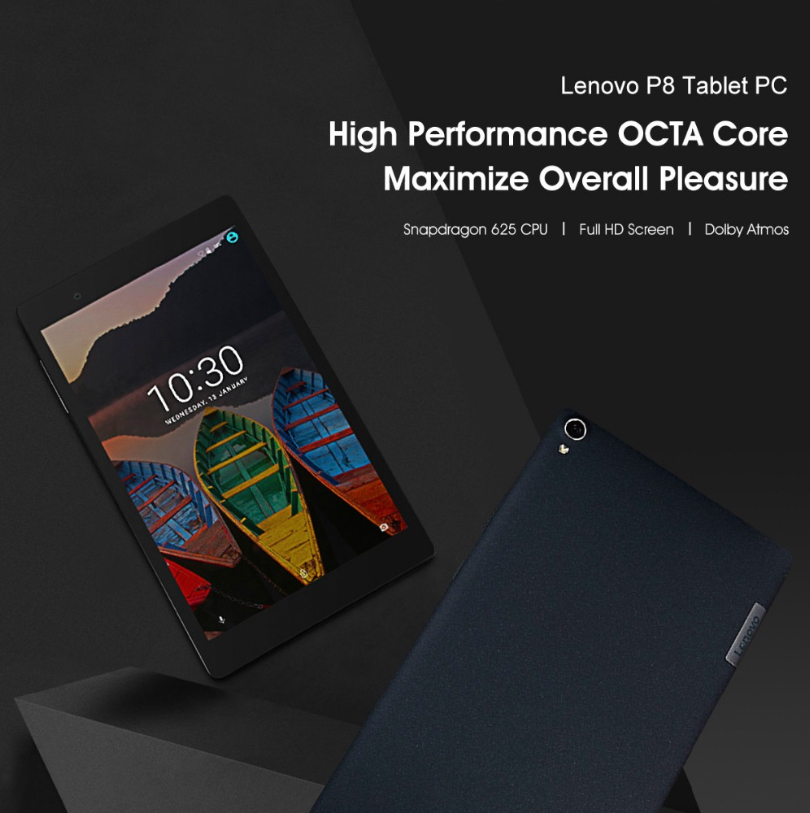 Lenovo P8 Tablet PC
High Performance OCTA Core
Maximize Overall Pleasure
Snapdragon 625 CPU | Full HD Screen | Dolby Atmos
10:30
WEDNESDAY, 13 JANUARY
Lenovo